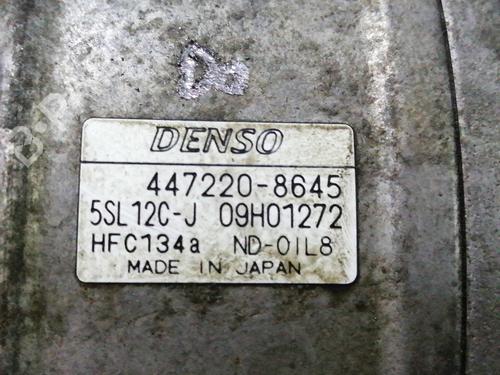 DENSO
447220-8645
5SL12C-J 09H01272
HFC134a ND-OIL8
MADE IN JAPAN